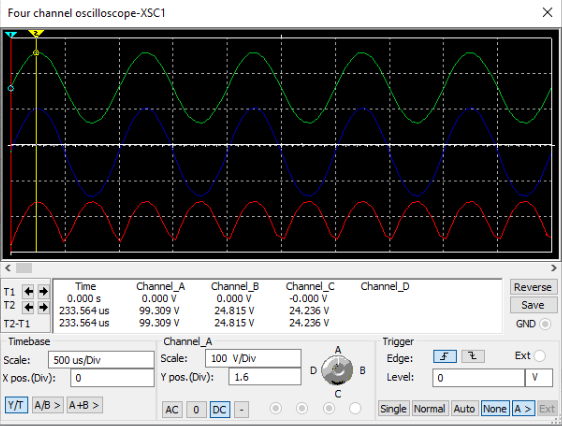 Four channel oscilloscope-XSC1
1 2
Time Channel_A Channel_B Channel_C Channel_D
T1 0.000 s 0.000 V 0.000 V -0.000 V
T2 233.564 us 99.309 V 24.815 V 24.236 V
T2-T1 233.564 us 99.309 V 24.815 V 24.236 V
Reverse
Save
GND
Timebase
Scale: 500 us/Div
X pos.(Div): 0
Y/T A/B > A+B >
Channel_A
Scale: 100 V/Div
Y pos.(Div): 1.6
AC 0 DC -
A
D B
C
Trigger
Edge: Ext
Level: 0 V
Single Normal Auto None A > Ext